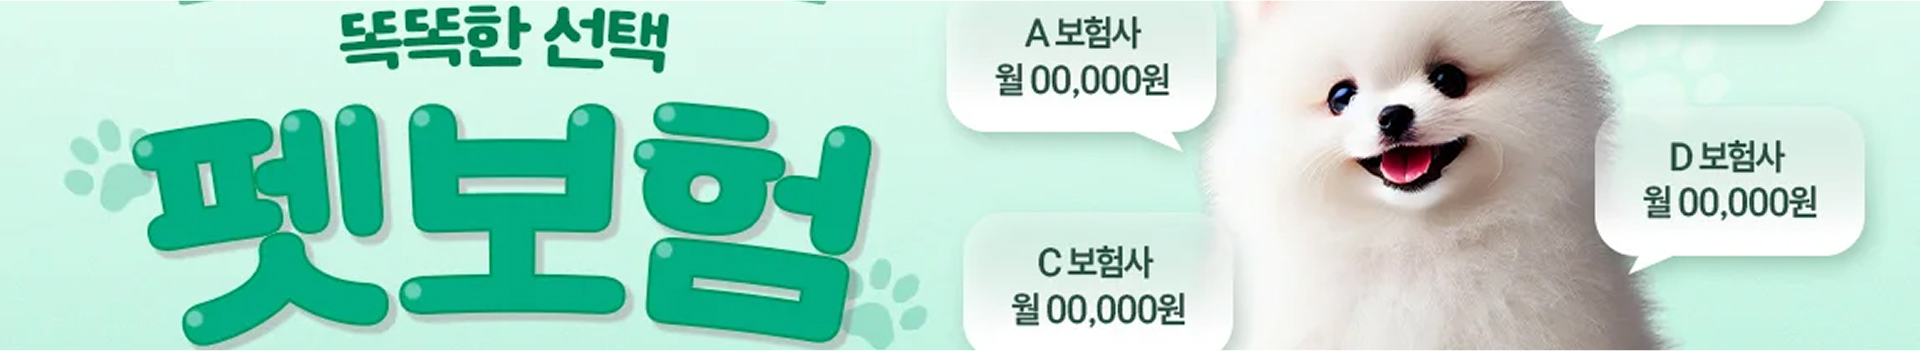 똑똑한 선택
펫보험
A 보험사
월 00,000원
C 보험사
월 00,000원
D 보험사
월 00,000원